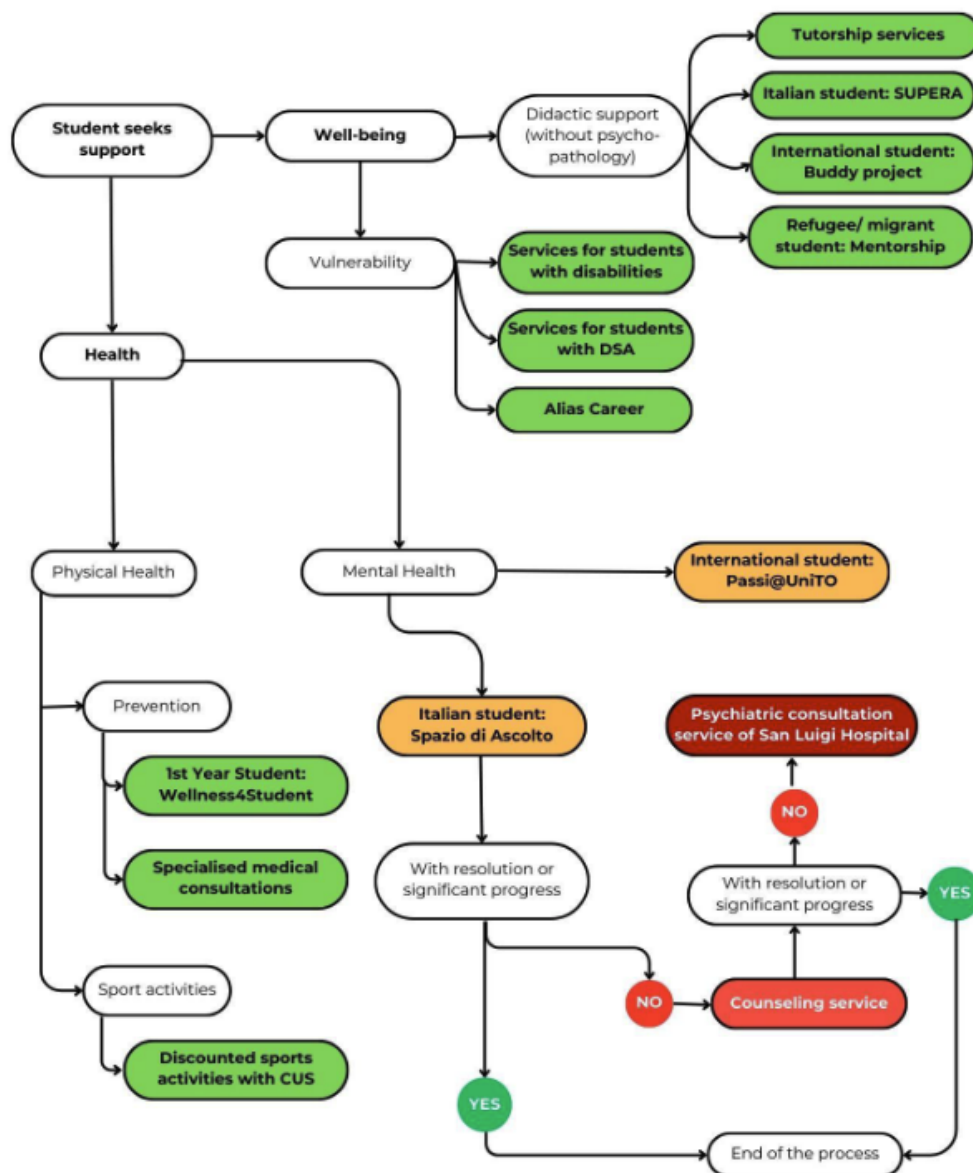 Tutorship services
Student seeks
support
Well-being
Didactic support
(without psycho-
pathology)
Italian student: SUPERA
International student:
Buddy project
Refugee/ migrant
student: Mentorship
Vulnerability
Services for students
with disabilities
Services for students
with DSA
Alias Career
Health
Physical Health
Mental Health
International student:
Passi@UniTO
Prevention
1st Year Student:
Wellness4Student
Specialised medical
consultations
Sport activities
Discounted sports
activities with CUS
Italian student:
Spazio di Ascolto
With resolution or
significant progress
NO
YES
Counseling service
With resolution or
significant progress
NO
YES
Psychiatric consultation
service of San Luigi Hospital
End of the process